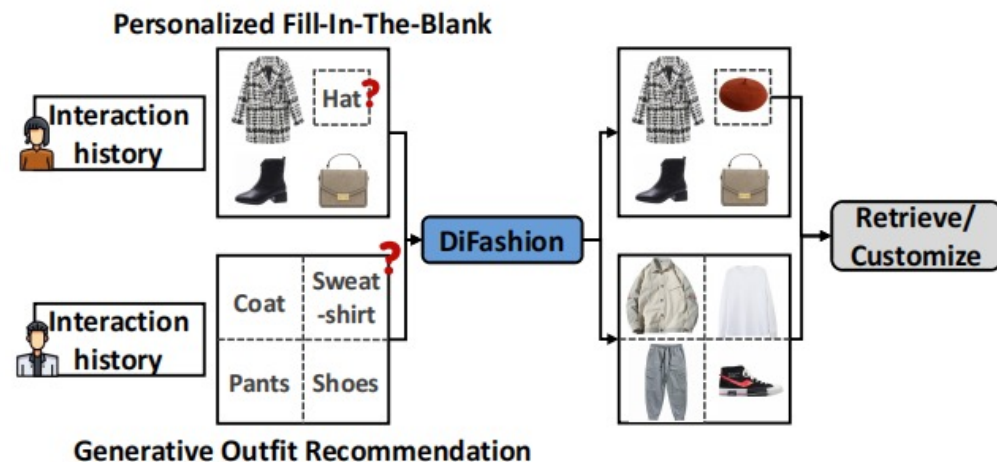 Personalized Fill-In-The-Blank
Interaction
history
Hat?
DiFashion
Retrieve/
Customize
Interaction
history
?
Coat
Sweat
-shirt
Pants
Shoes
Generative Outfit Recommendation